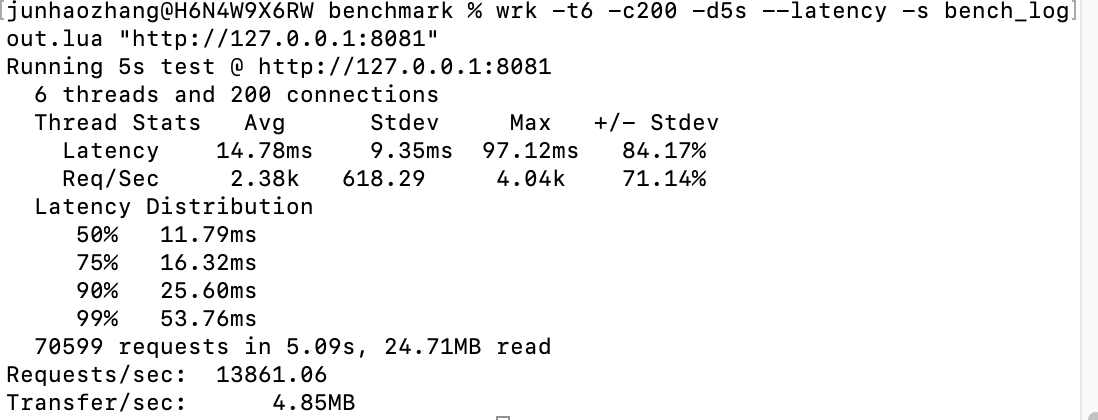 [junhaozhang@H6N4W9X6RW benchmark % wrk -t6 -c200 -d5s --latency -s bench_log]
out.lua "http://127.0.0.1:8081"
Running 5s test @ http://127.0.0.1:8081
  6 threads and 200 connections
  Thread Stats   Avg      Stdev     Max   +/- Stdev
    Latency    14.78ms    9.35ms  97.12ms   84.17%
    Req/Sec     2.38k   618.29     4.04k    71.14%
  Latency Distribution
     50%   11.79ms
     75%   16.32ms
     90%   25.60ms
     99%   53.76ms
  70599 requests in 5.09s, 24.71MB read
Requests/sec:  13861.06
Transfer/sec:      4.85MB